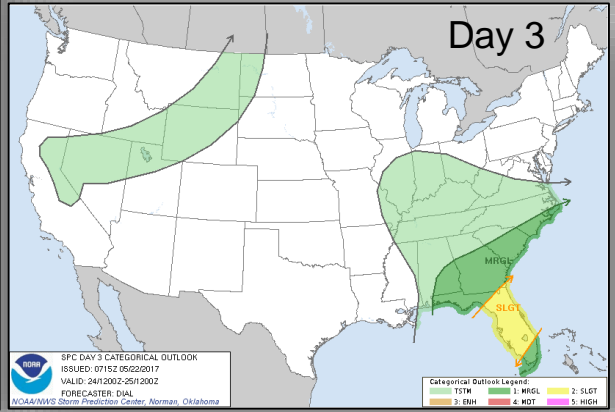 Day 3
MRGL
SLGT
NOAA
SPC DAY 3 CATEGORICAL OUTLOOK
ISSUED: 0715Z 05/22/2017
VALID: 24/1200Z-25/1200Z
FORECASTER: DIAL
NOAA/NWS Storm Prediction Center, Norman, Oklahoma
Categorical Outlook Legend:
TSTM 1: MRGL 2: SLGT
3: ENH 4: MDT 5: HIGH